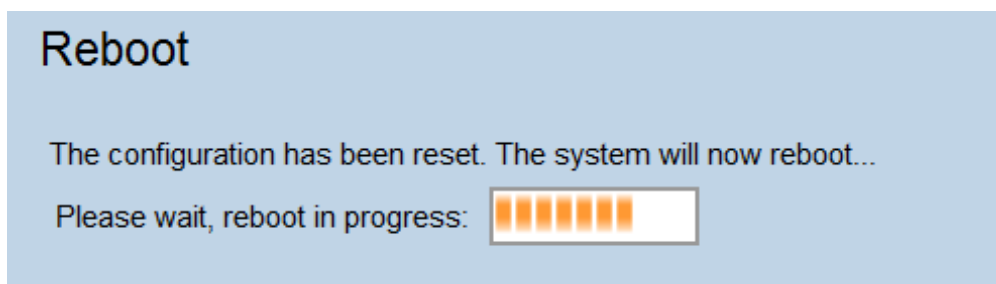 Reboot
The configuration has been reset. The system will now reboot...
Please wait, reboot in progress: